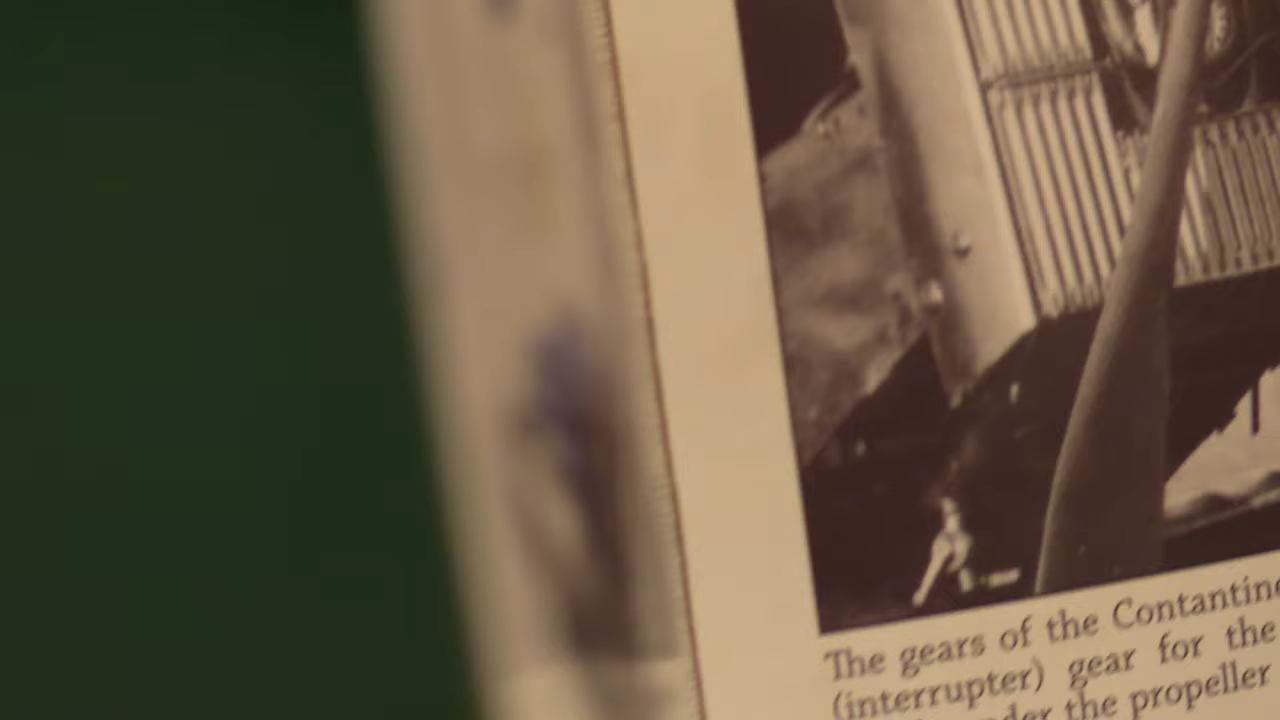 The gears of the Contantine
(interrupter) gear for the
the propeller